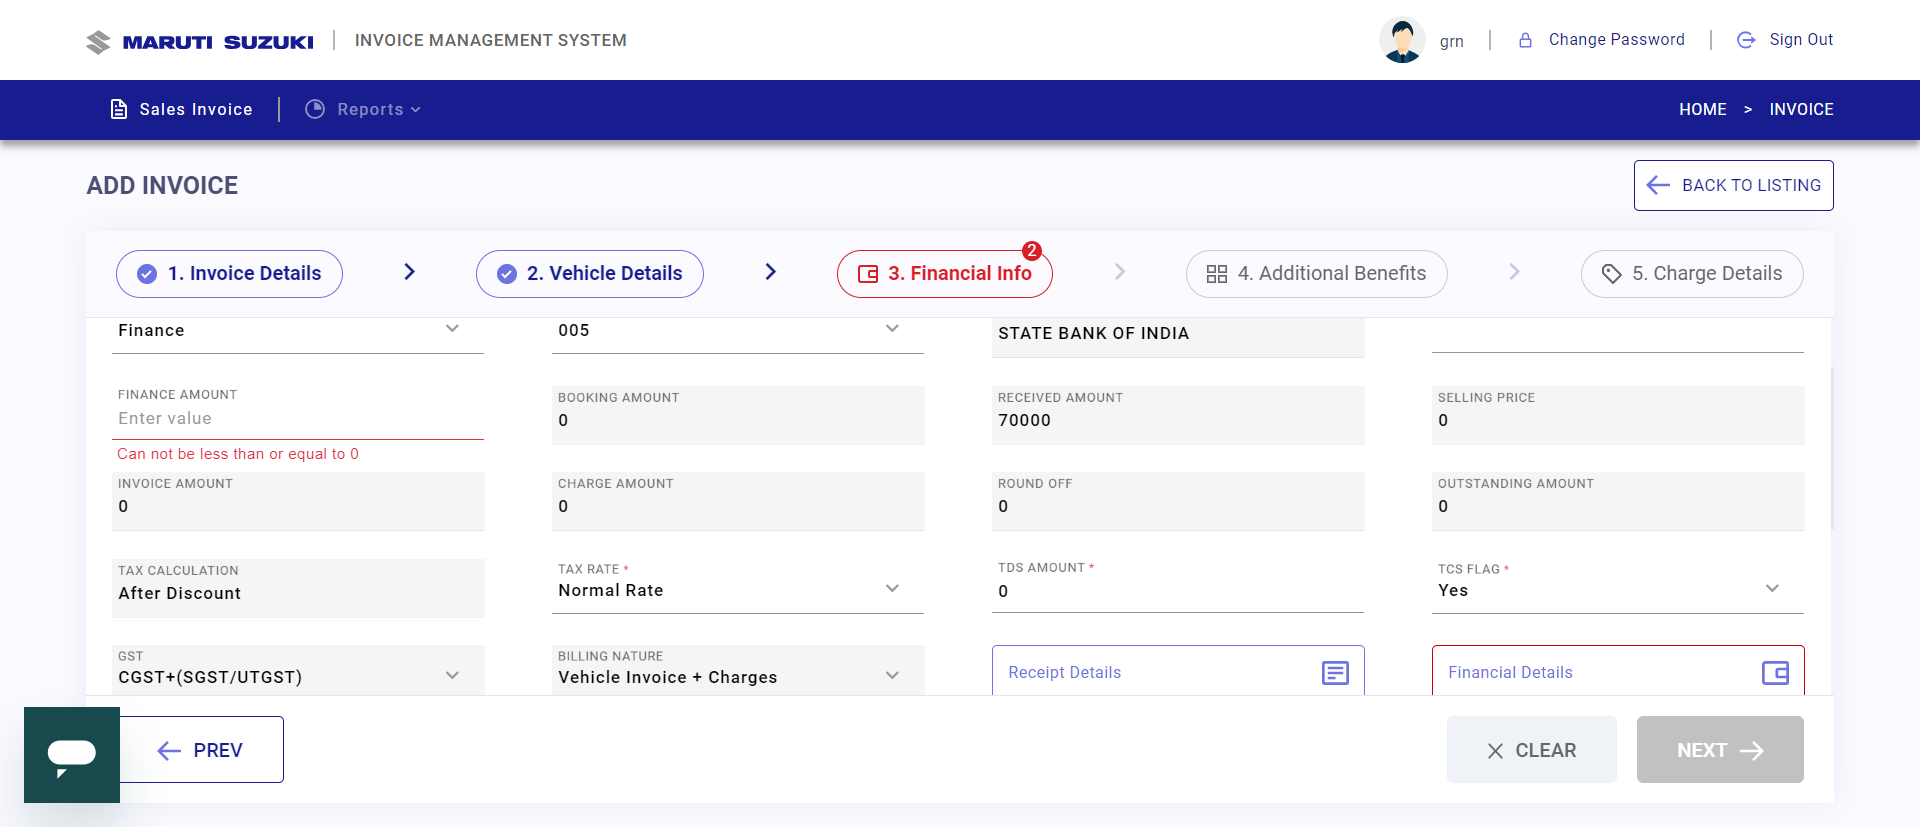 MARUTI SUZUKI
INVOICE MANAGEMENT SYSTEM
grn
Change Password
Sign Out
Sales Invoice
Reports
HOME > INVOICE
ADD INVOICE
BACK TO LISTING
1. Invoice Details
2. Vehicle Details
3. Financial Info
2
4. Additional Benefits
5. Charge Details
Finance
005
STATE BANK OF INDIA
FINANCE AMOUNT
Enter value
Can not be less than or equal to 0
BOOKING AMOUNT
0
RECEIVED AMOUNT
70000
SELLING PRICE
0
INVOICE AMOUNT
0
CHARGE AMOUNT
0
ROUND OFF
0
OUTSTANDING AMOUNT
0
TAX CALCULATION
After Discount
TAX RATE *
Normal Rate
TDS AMOUNT *
0
TCS FLAG *
Yes
GST
CGST+(SGST/UTGST)
BILLING NATURE
Vehicle Invoice + Charges
Receipt Details
Financial Details
PREV
CLEAR
NEXT